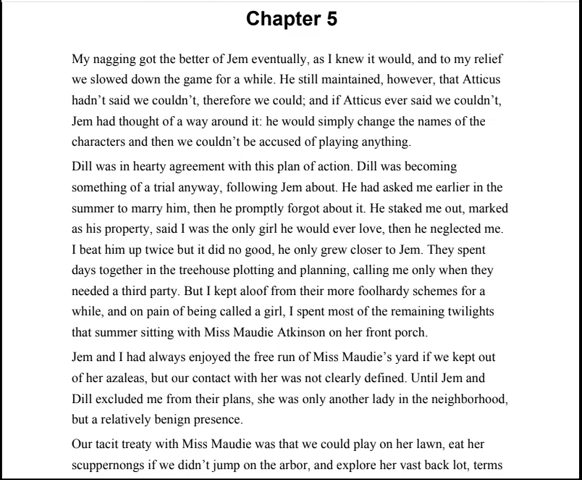 Chapter 5
My nagging got the better of Jem eventually, as I knew it would, and to my relief
we slowed down the game for a while. He still maintained, however, that Atticus
hadn’t said we couldn’t, therefore we could; and if Atticus ever said we couldn’t,
Jem had thought of a way around it: he would simply change the names of the
characters and then we couldn’t be accused of playing anything.
Dill was in hearty agreement with this plan of action. Dill was becoming
something of a trial anyway, following Jem about. He had asked me earlier in the
summer to marry him, then he promptly forgot about it. He staked me out, marked
as his property, said I was the only girl he would ever love, then he neglected me.
I beat him up twice but it did no good, he only grew closer to Jem. They spent
days together in the treehouse plotting and planning, calling me only when they
needed a third party. But I kept aloof from their more foolhardy schemes for a
while, and on pain of being called a girl, I spent most of the remaining twilights
that summer sitting with Miss Maudie Atkinson on her front porch.
Jem and I had always enjoyed the free run of Miss Maudie’s yard if we kept out
of her azaleas, but our contact with her was not clearly defined. Until Jem and
Dill excluded me from their plans, she was only another lady in the neighborhood,
but a relatively benign presence.
Our tacit treaty with Miss Maudie was that we could play on her lawn, eat her
scuppernongs if we didn’t jump on the arbor, and explore her vast back lot, terms